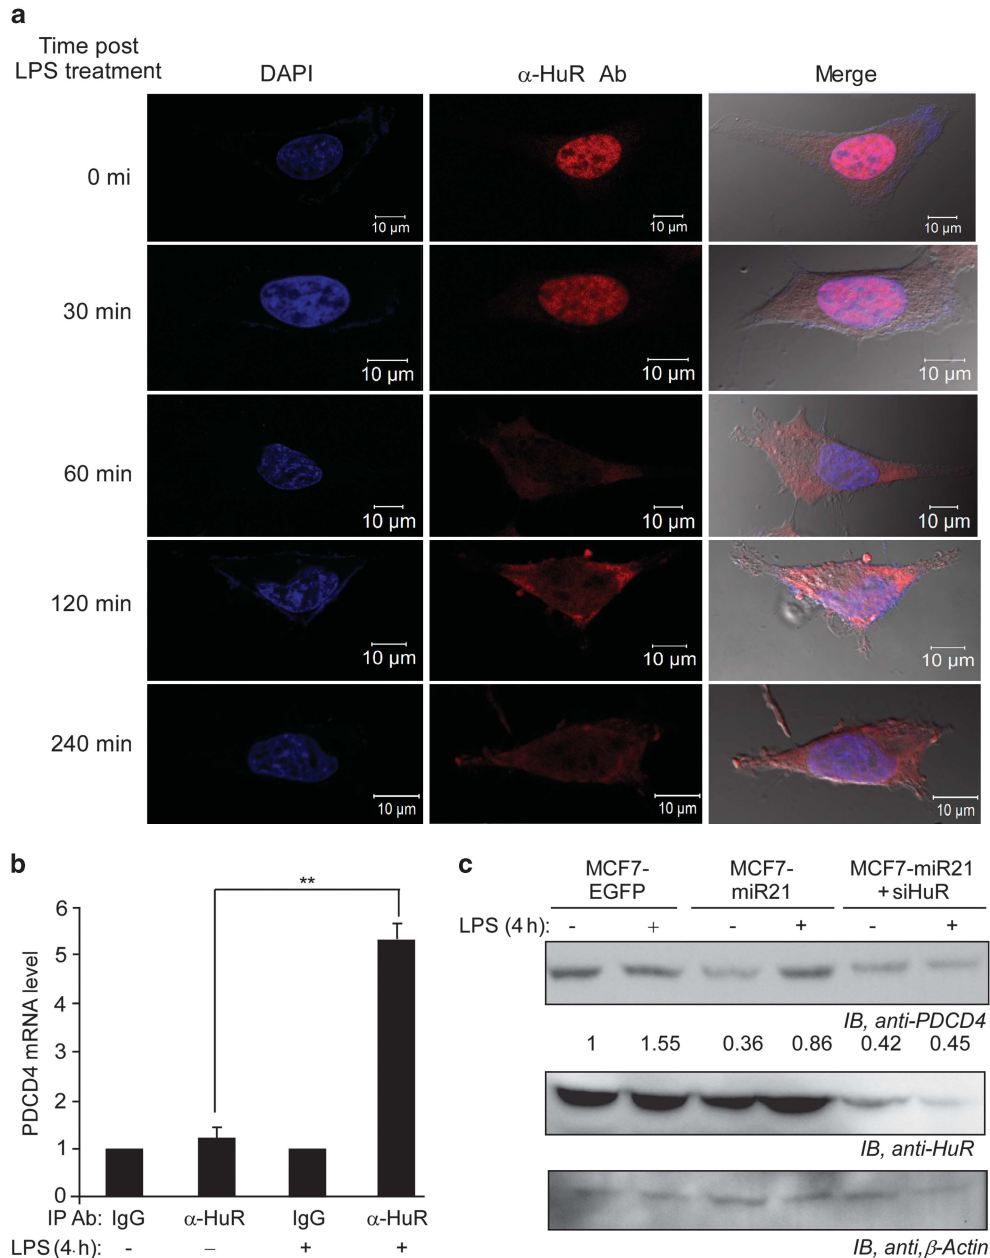 a
Time post
LPS treatment
DAPI
α-HuR Ab
Merge
0 mi
10 µm
10 µm
10 µm
30 min
10 µm
10 µm
10 µm
60 min
10 µm
10 µm
10 µm
120 min
10 µm
10 µm
10 µm
240 min
10 µm
10 µm
10 µm
b
**
PDCD4 mRNA level
6
5
4
3
2
1
0
IP Ab: IgG α-HuR IgG α-HuR
LPS (4 h): - – + +
c
MCF7-
EGFP
MCF7-
miR21
MCF7-miR21
+siHuR
LPS (4 h): - + - + - +
IB, anti-PDCD4
1 1.55 0.36 0.86 0.42 0.45
IB, anti-HuR
IB, anti,β-Actin